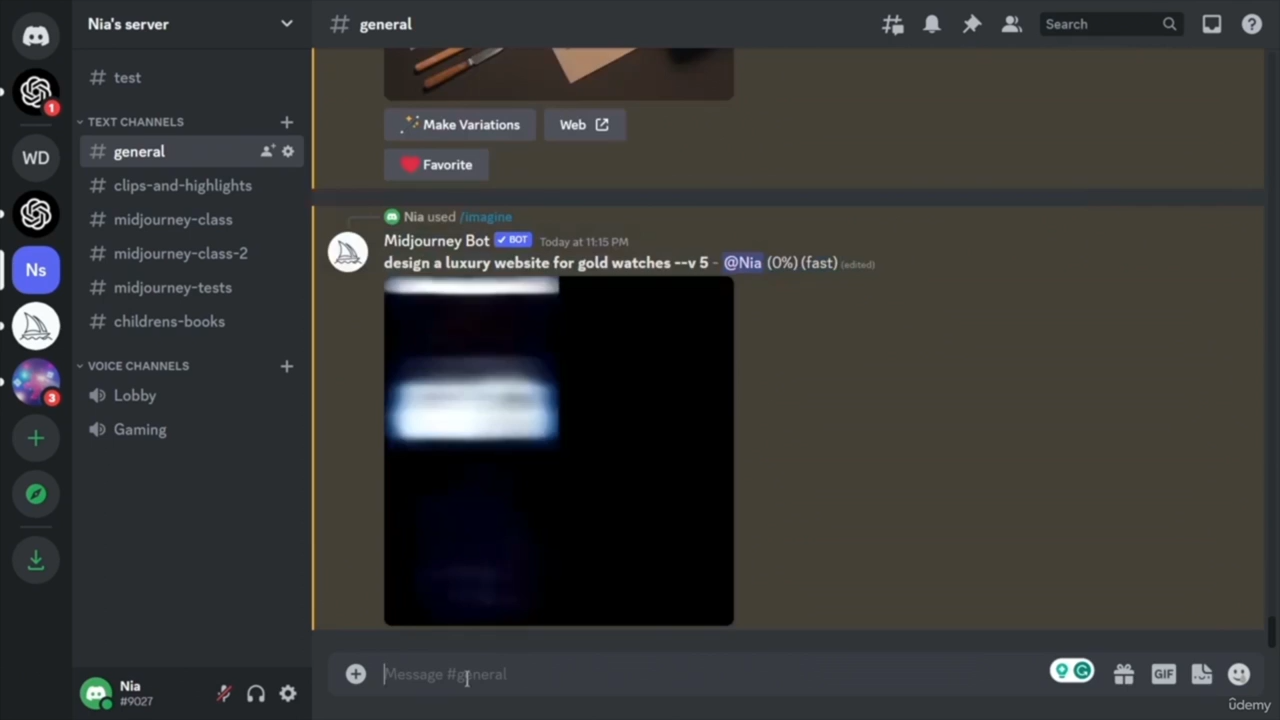 Nia's server
# general
Search
# test
1
TEXT CHANNELS
WD
# general
# clips-and-highlights
# midjourney-class
Ns
# midjourney-class-2
# midjourney-tests
# childrens-books
3
VOICE CHANNELS
Lobby
Gaming
Nia
#9027
Make Variations
Web
Favorite
Nia used /imagine
Midjourney Bot ✓ BOT Today at 11:15 PM
design a luxury website for gold watches --v 5 - @Nia (0%) (fast) (edited)
Message #general
GIF
ûdemy